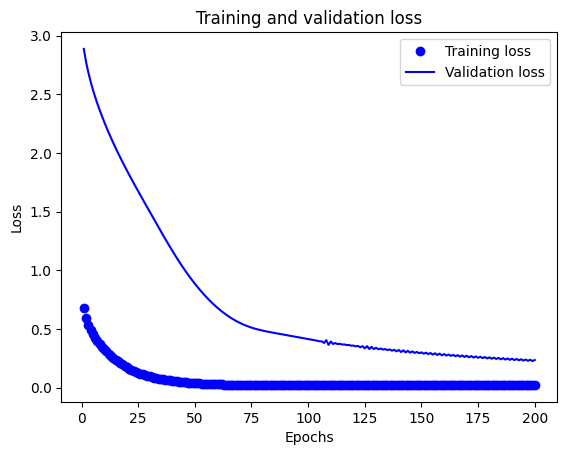 Training and validation loss
3.0
2.5
2.0
1.5
1.0
0.5
0.0
Loss
Training loss
Validation loss
0 25 50 75 100 125 150 175 200
Epochs